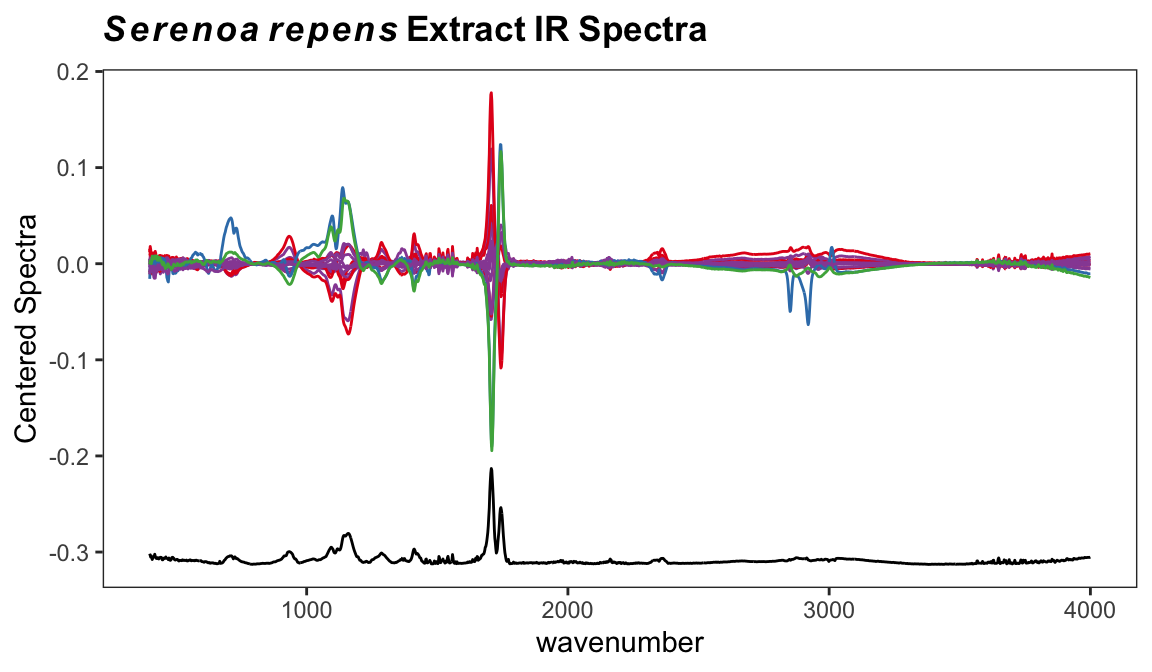 Serenoa repens Extract IR Spectra
0.2
0.1
0.0
-0.1
-0.2
-0.3
Centered Spectra
1000 2000 3000 4000
wavenumber